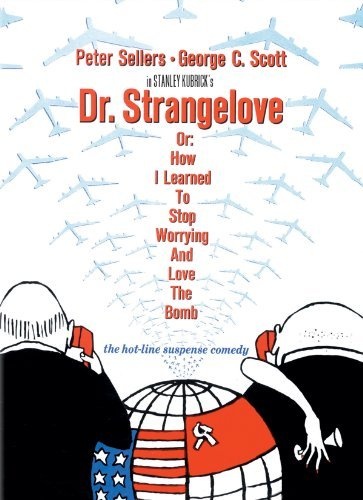 Peter Sellers • George C. Scott
in STANLEY KUBRICK's
Dr. Strangelove
Or:
How
I Learned
To
Stop
Worrying
And
Love
The
Bomb
the hot-line suspense comedy